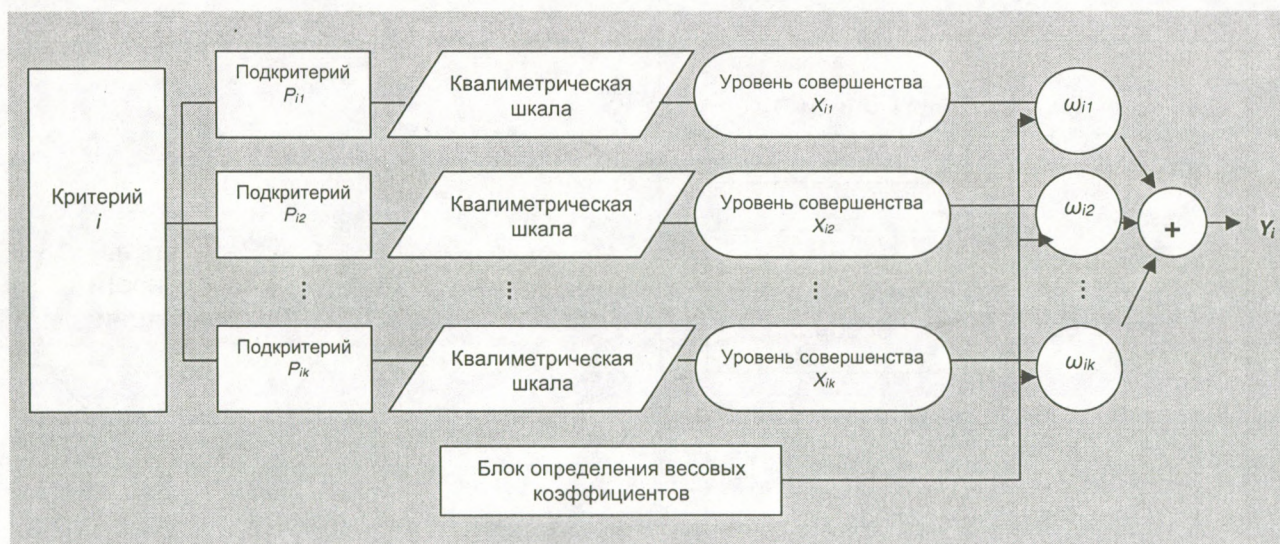 Критерий
i
Подкритерий
Pi1
Квалиметрическая
шкала
Уровень совершенства
Xi1
ωi1
Подкритерий
Pi2
Квалиметрическая
шкала
Уровень совершенства
Xi2
ωi2
+
Yi
⋮ ⋮ ⋮ ⋮
Подкритерий
Pik
Квалиметрическая
шкала
Уровень совершенства
Xik
ωik
Блок определения весовых
коэффициентов